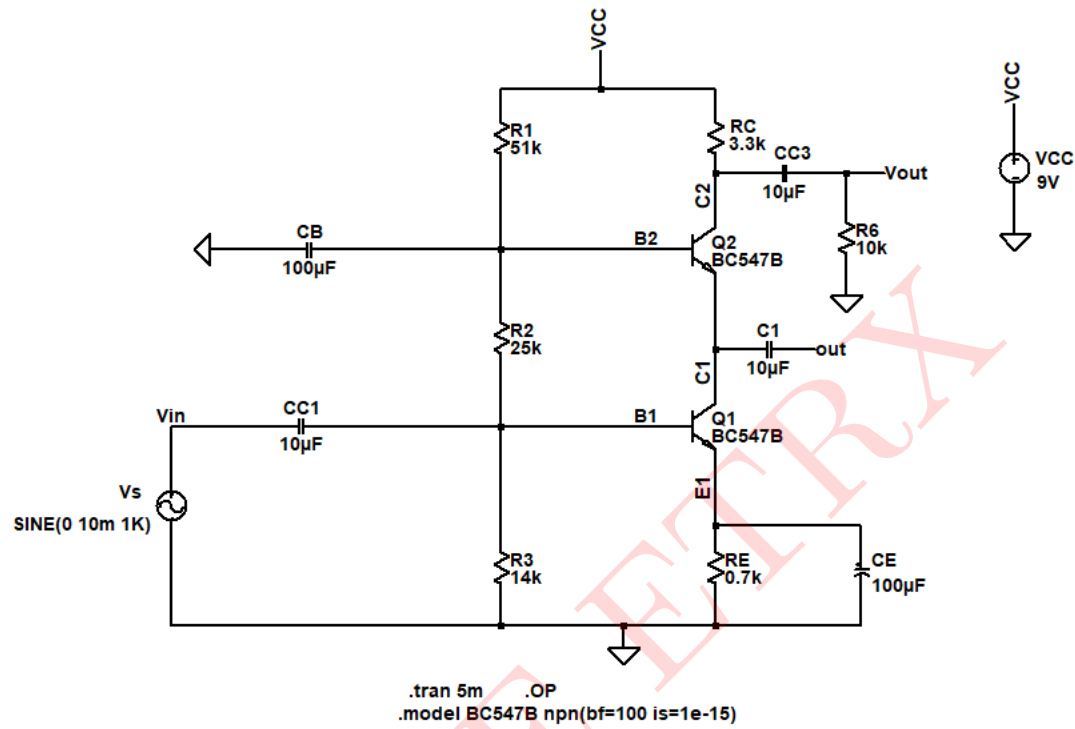 VCC
R1
51k
RC
3.3k
CC3
10µF
Vout
VCC
VCC
9V
C2
CB
100µF
B2
Q2
BC547B
R6
10k
R2
25k
C1
10µF
out
C1
Vin
CC1
10µF
B1
Q1
BC547B
Vs
SINE(0 10m 1K)
E1
R3
14k
RE
0.7k
CE
100µF
.tran 5m .OP
.model BC547B npn(bf=100 is=1e-15)
ETRX